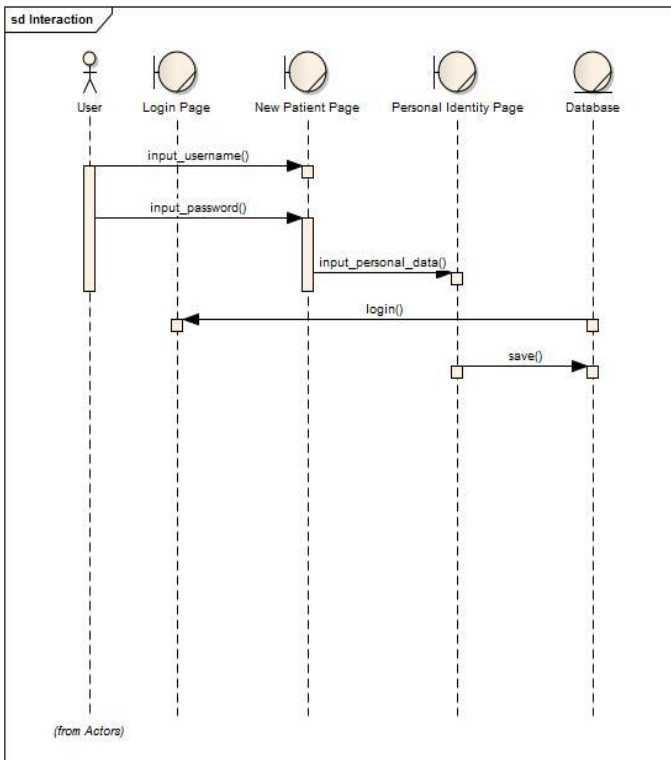 sd Interaction
User
Login Page
New Patient Page
Personal Identity Page
Database
input_username()
input_password()
input_personal_data()
login()
save()
(from Actors)